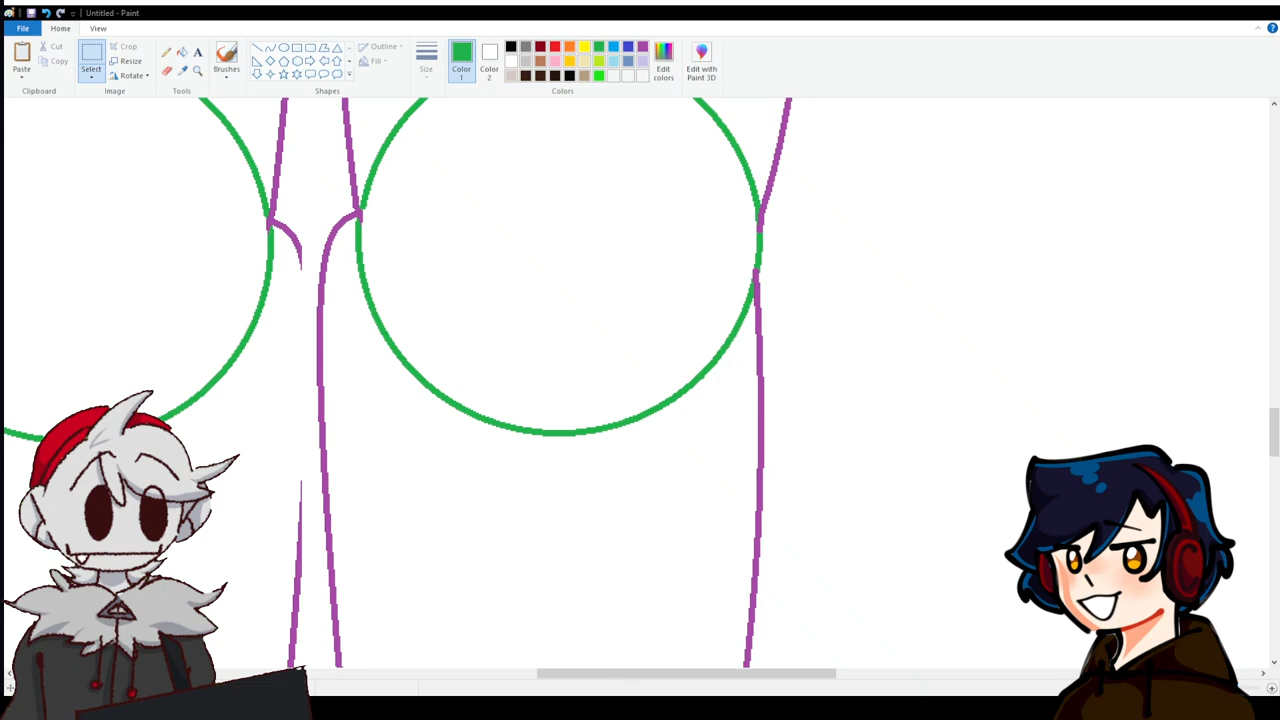 Untitled - Paint
File Home View
Paste
Cut
Copy
Clipboard
Select
Crop
Resize
Rotate
Image
A
Tools
Brushes
Outline
Fill
Shapes
Size
Color 1
Color 2
Edit colors
Colors
Edit with Paint 3D